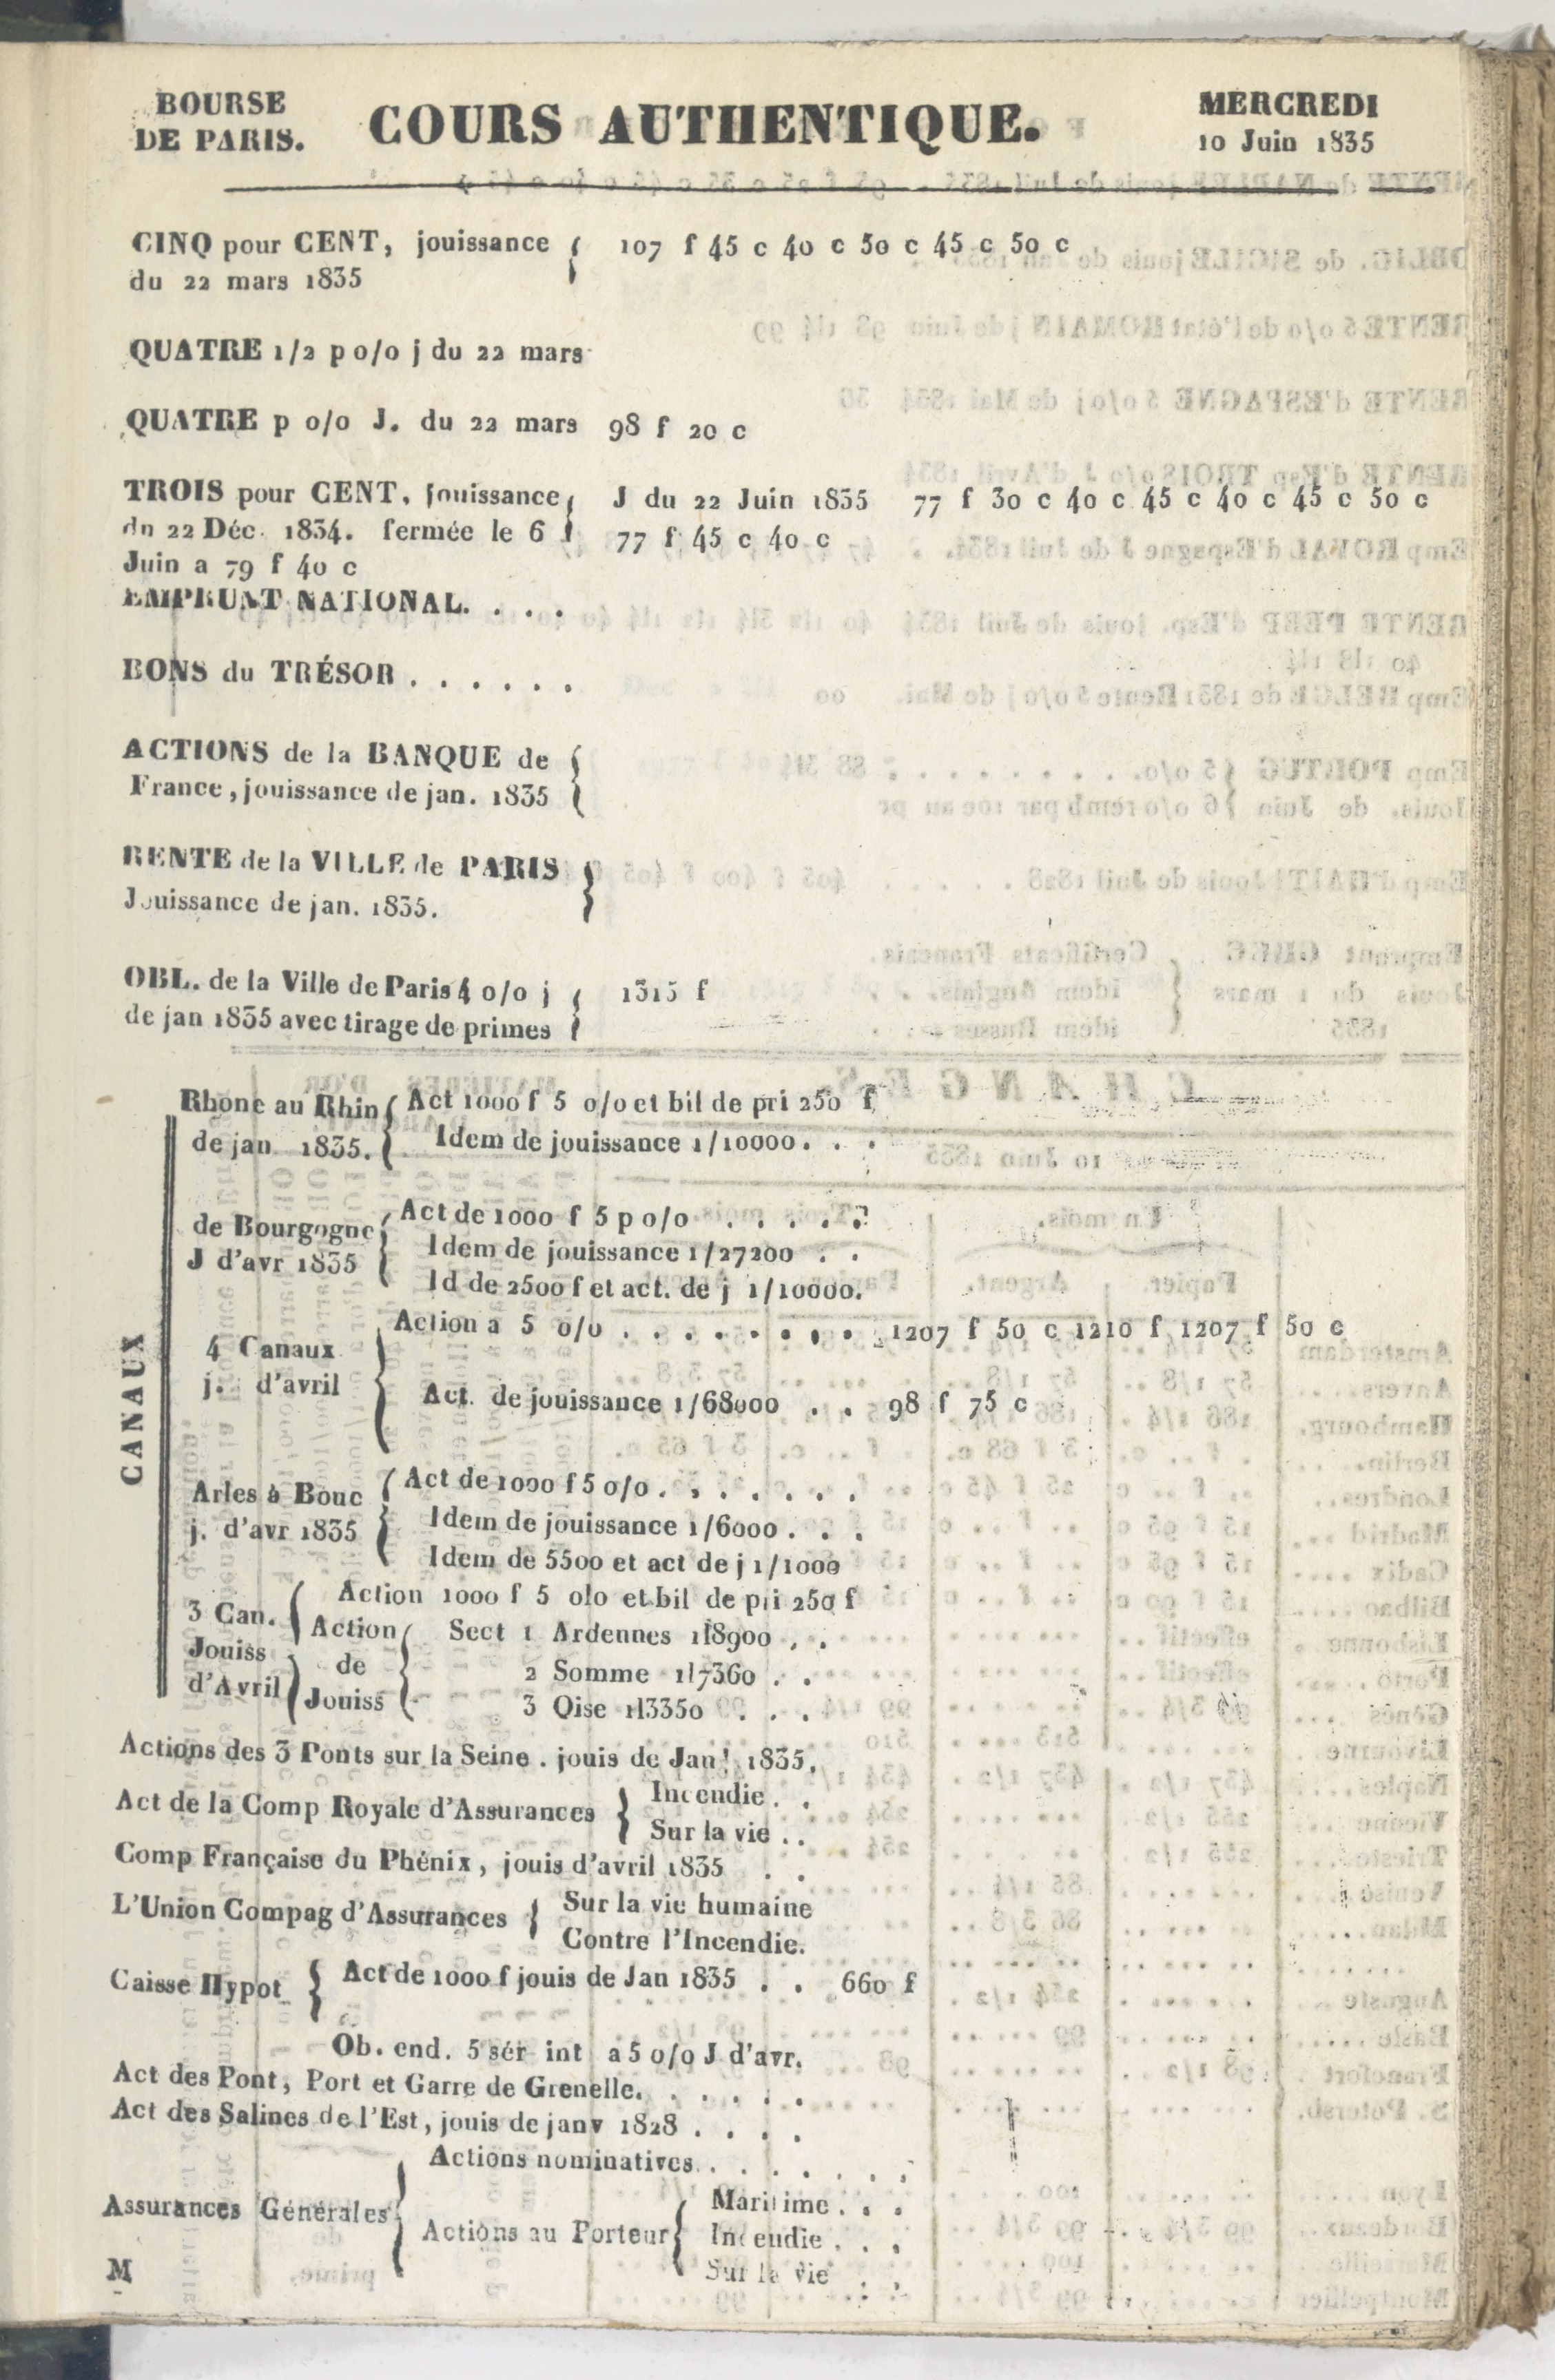 BOURSE
DE PARIS.
COURS AUTHENTIQUE.
MERCREDI
10 Juin 1835
CINQ pour CENT, jouissance { 107 f 45 c 40 c 50 c 45 c 50 c
du 22 mars 1835
QUATRE 1/2 p o/o j du 22 mars
QUATRE p o/o J. du 22 mars 98 f 20 c
TROIS pour CENT, jouissance { J du 22 Juin 1835 77 f 30 c 40 c 45 c 40 c 45 c 50 c
du 22 Déc. 1834. fermée le 6 77 f 45 c 40 c
Juin a 79 f 40 c
EMPRUNT NATIONAL. . . .
BONS du TRÉSOR . . . . . .
ACTIONS de la BANQUE de {
France, jouissance de jan. 1835
RENTE de la VILLE de PARIS }
Jouissance de jan. 1835.
OBL. de la Ville de Paris 4 o/o j { 1315 f
de jan 1835 avec tirage de primes
CANAUX
Rhone au Rhin { Act 1000 f 5 o/o et bil de pri 250 f
de jan 1835. Idem de jouissance 1/10000. . .
de Bourgogne { Act de 1000 f 5 p o/o . . . . .
J d'avr 1835 Idem de jouissance 1/27200 . .
Id de 2500 f et act. de j 1/10000.
4 Canaux { Action a 5 o/o . . . . . . . . 1207 f 50 c 1210 f 1207 f 50 c
j. d'avril Act. de jouissance 1/68000 . . 98 f 75 c
Arles à Bouc { Act de 1000 f 5 o/o . . . . . . .
j. d'avr 1835 Idem de jouissance 1/6000 . . .
Idem de 5500 et act de j 1/1000
3 Can. { Action 1000 f 5 o|o et bil de pri 250 f
Jouiss Action { Sect 1 Ardennes 1|8900 . .
d'Avril de 2 Somme 1|7360 . .
Jouiss 3 Oise 1|3350 . . .
Actions des 3 Ponts sur la Seine . jouis de Jan! 1835.
Act de la Comp Royale d'Assurances } Incendie . .
Sur la vie . .
Comp Française du Phénix, jouis d'avril 1835 . .
L'Union Compag d'Assurances { Sur la vie humaine
Contre l'Incendie.
Caisse Hypot { Act de 1000 f jouis de Jan 1835 . . 660 f
Ob. end. 5 sér int a 5 o/o J d'avr.
Act des Pont, Port et Garre de Grenelle. . . . . .
Act des Salines de l'Est, jouis de janv 1828 . . . .
Actions nominatives . . . . . . .
Assurances Générales { Actions au Porteur { Maritime . . .
Incendie . . .
Sur la vie . .
M